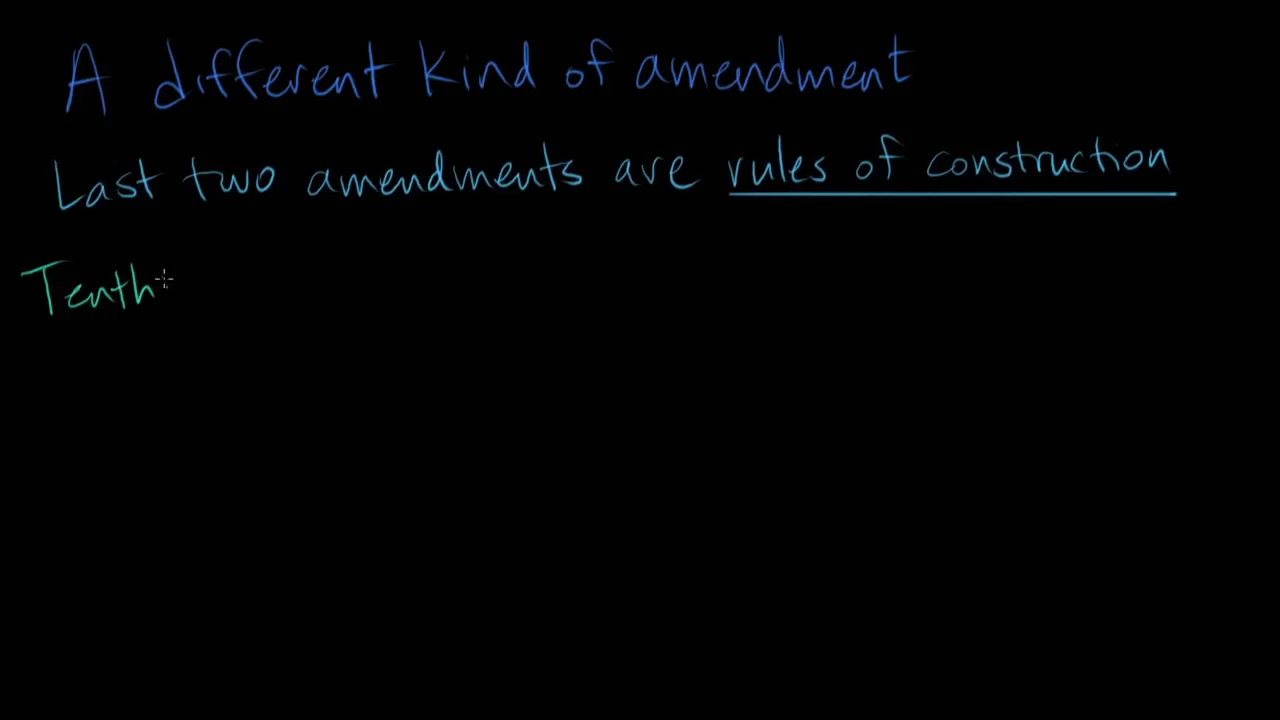 A different kind of amendment
Last two amendments are rules of construction
Tenth